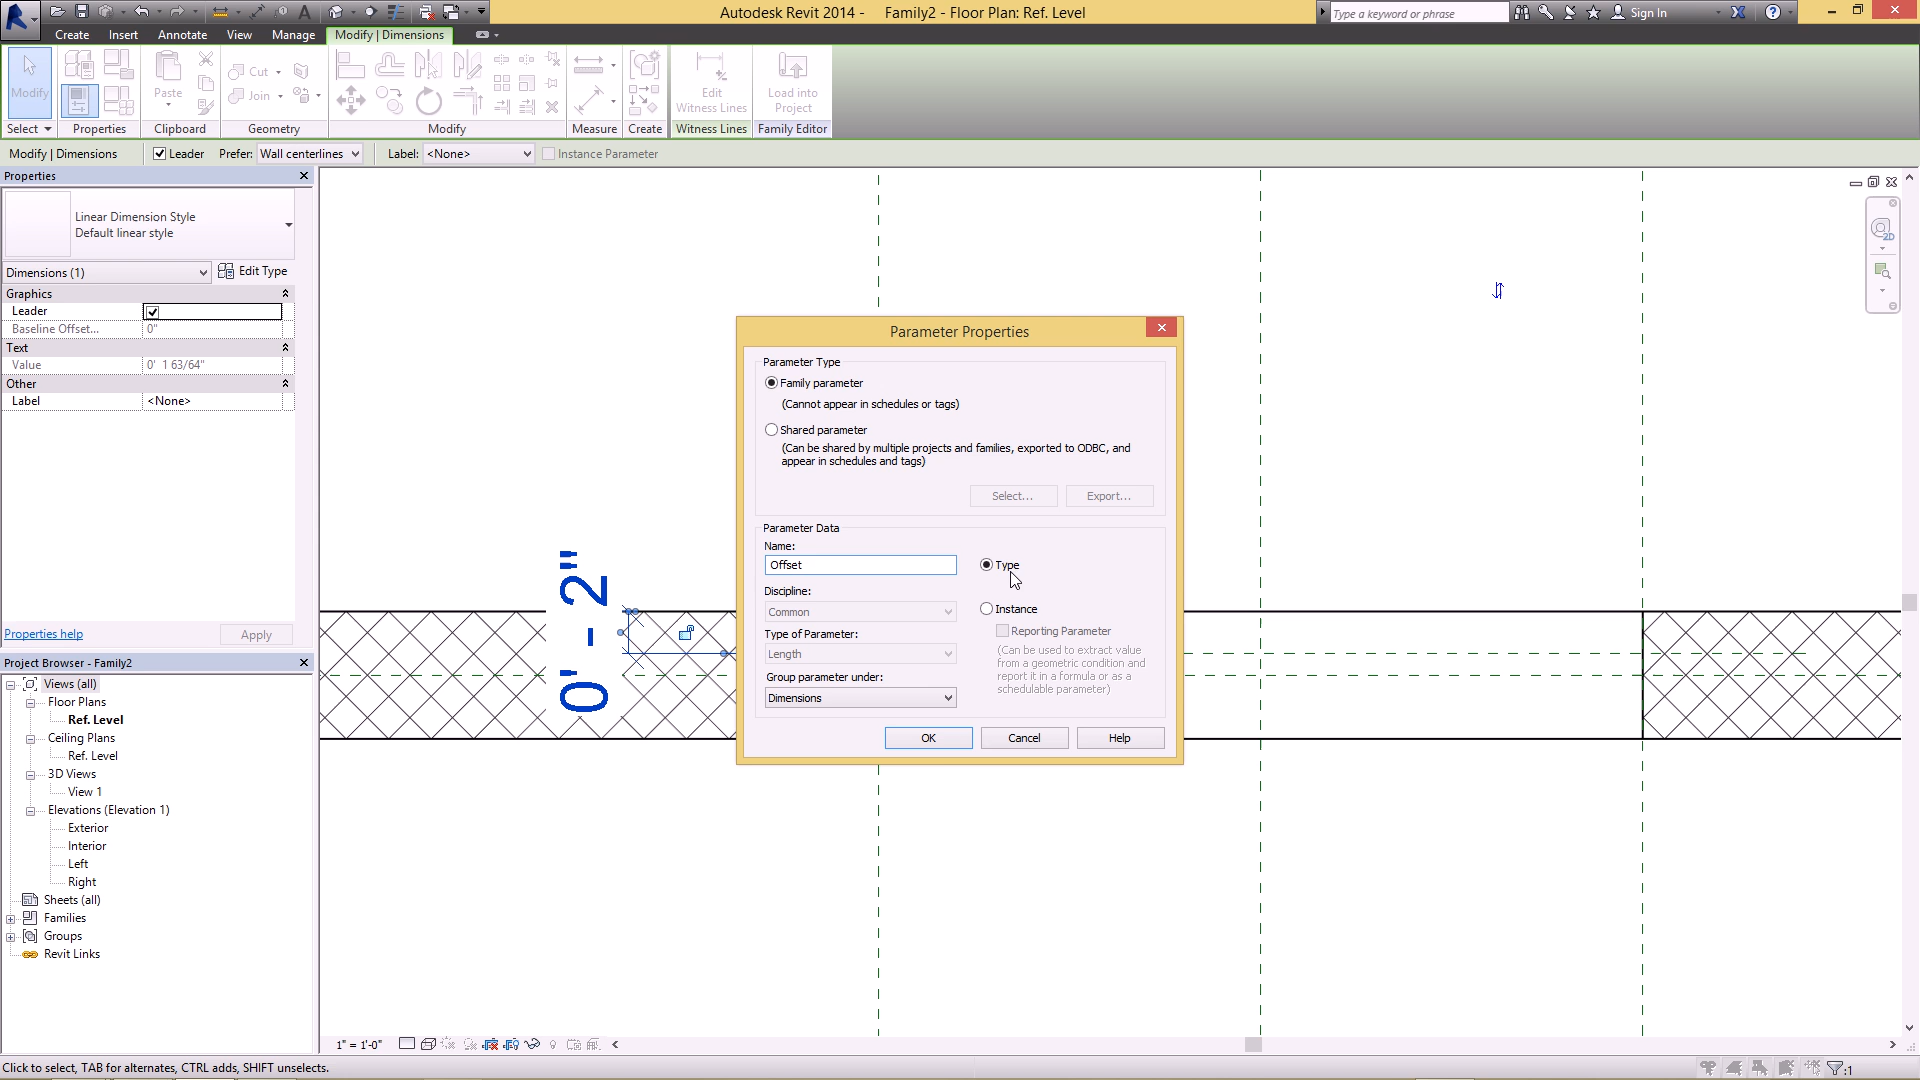 Autodesk Revit 2014 - Family2 - Floor Plan: Ref. Level
Type a keyword or phrase
Sign In
Create Insert Annotate View Manage Modify | Dimensions
Modify
Paste
Cut
Join
Edit
Witness Lines
Load into
Project
Select Properties Clipboard Geometry Modify Measure Create Witness Lines Family Editor
Modify | Dimensions Leader Prefer: Wall centerlines Label: <None> Instance Parameter
Properties
Linear Dimension Style
Default linear style
Dimensions (1) Edit Type
Graphics
Leader
Baseline Offset... 0"
Text
Value 0' 1 63/64"
Other
Label <None>
Properties help Apply
Project Browser - Family2
Views (all)
Floor Plans
Ref. Level
Ceiling Plans
Ref. Level
3D Views
View 1
Elevations (Elevation 1)
Exterior
Interior
Left
Right
Sheets (all)
Families
Groups
Revit Links
0' - 2"
2D
Parameter Properties
Parameter Type
Family parameter
(Cannot appear in schedules or tags)
Shared parameter
(Can be shared by multiple projects and families, exported to ODBC, and
appear in schedules and tags)
Select... Export...
Parameter Data
Name:
Offset
Type
Discipline:
Common
Instance
Type of Parameter:
Reporting Parameter
Length
(Can be used to extract value
from a geometric condition and
report it in a formula or as a
schedulable parameter)
Group parameter under:
Dimensions
OK Cancel Help
1" = 1'-0"
Click to select, TAB for alternates, CTRL adds, SHIFT unselects.
:1